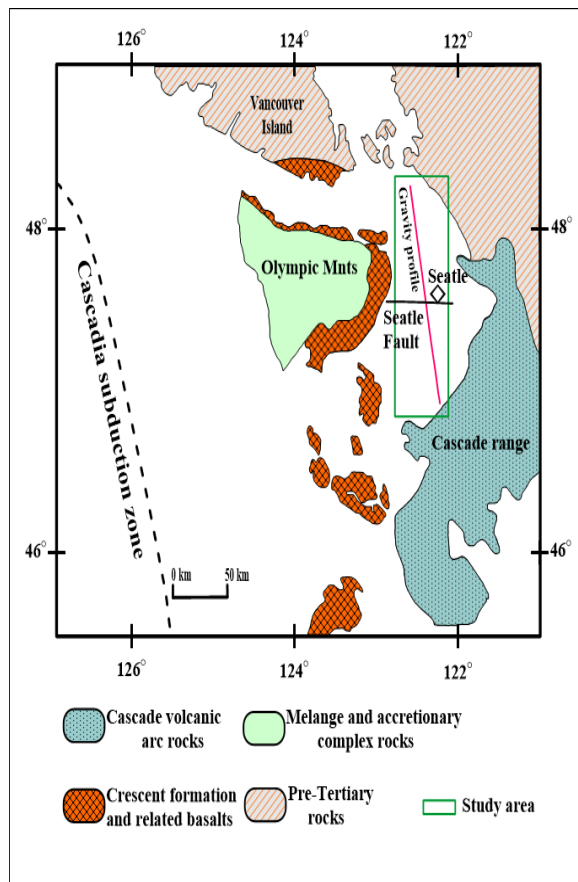 126°
124°
122°
Vancouver
Island
48°
48°
Gravity profile
Olympic Mnts
Seatle
Seatle
Fault
Cascadia subduction zone
Cascade range
46°
46°
0 km
50 km
126°
124°
122°
Cascade volcanic
arc rocks
Melange and accretionary
complex rocks
Crescent formation
and related basalts
Pre-Tertiary
rocks
Study area